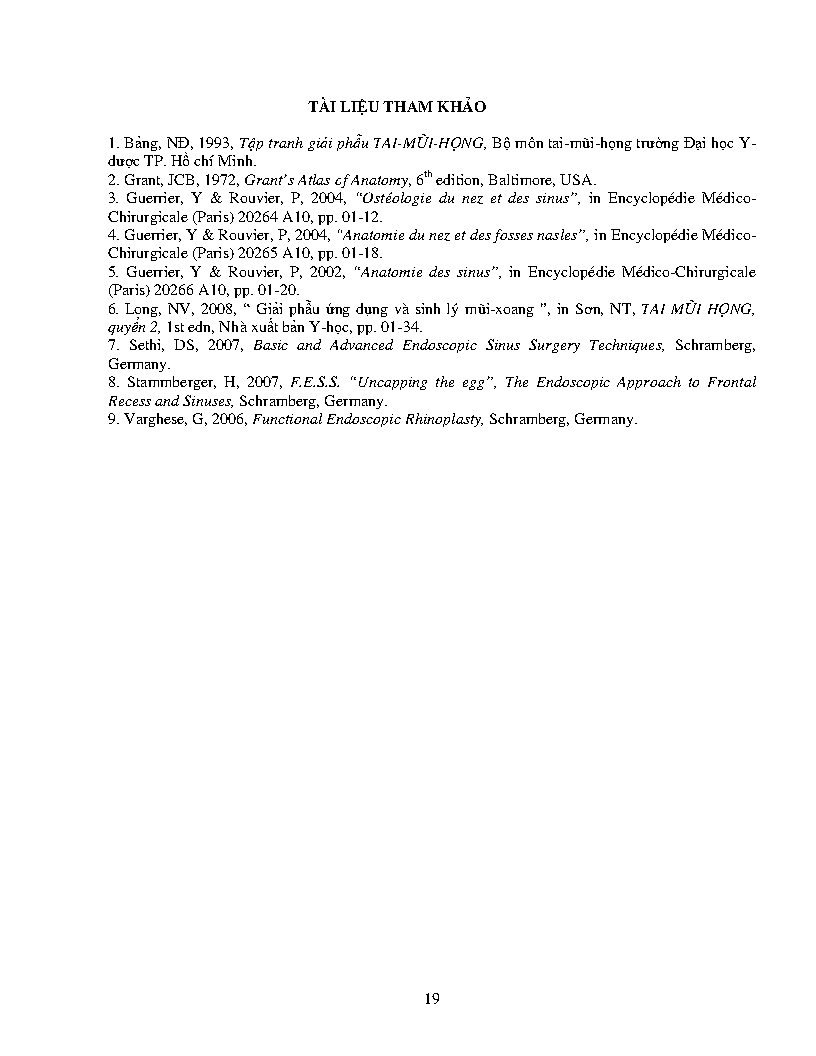 TÀI LIỆU THAM KHẢO
1. Bảng, NĐ, 1993, Tập tranh giải phẫu TAI-MŨI-HỌNG, Bộ môn tai-mũi-họng trường Đại học Y-
dược TP. Hồ chí Minh.
2. Grant, JCB, 1972, Grant’s Atlas of Anatomy, 6th edition, Baltimore, USA.
3. Guerrier, Y & Rouvier, P, 2004, “Ostéologie du nez et des sinus”, in Encyclopédie Médico-
Chirurgicale (Paris) 20264 A10, pp. 01-12.
4. Guerrier, Y & Rouvier, P, 2004, “Anatomie du nez et des fosses nasles”, in Encyclopédie Médico-
Chirurgicale (Paris) 20265 A10, pp. 01-18.
5. Guerrier, Y & Rouvier, P, 2002, “Anatomie des sinus”, in Encyclopédie Médico-Chirurgicale
(Paris) 20266 A10, pp. 01-20.
6. Long, NV, 2008, “ Giải phẫu ứng dụng và sinh lý mũi-xoang ”, in Sơn, NT, TAI MŨI HỌNG,
quyển 2, 1st edn, Nhà xuất bản Y-học, pp. 01-34.
7. Sethi, DS, 2007, Basic and Advanced Endoscopic Sinus Surgery Techniques, Schramberg,
Germany.
8. Stammberger, H, 2007, F.E.S.S. “Uncapping the egg”, The Endoscopic Approach to Frontal
Recess and Sinuses, Schramberg, Germany.
9. Varghese, G, 2006, Functional Endoscopic Rhinoplasty, Schramberg, Germany.
19